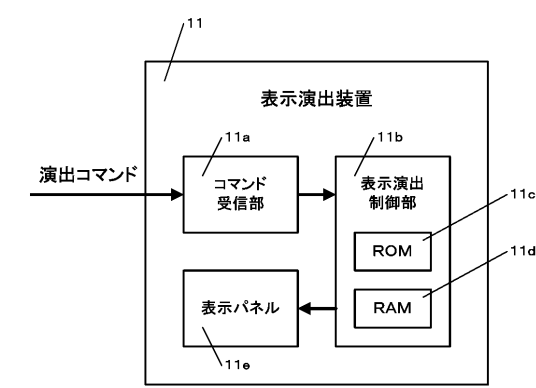 11
表示演出装置
11a
11b
演出コマンド
コマンド
受信部
表示演出
制御部
11c
ROM
11d
RAM
表示パネル
11e